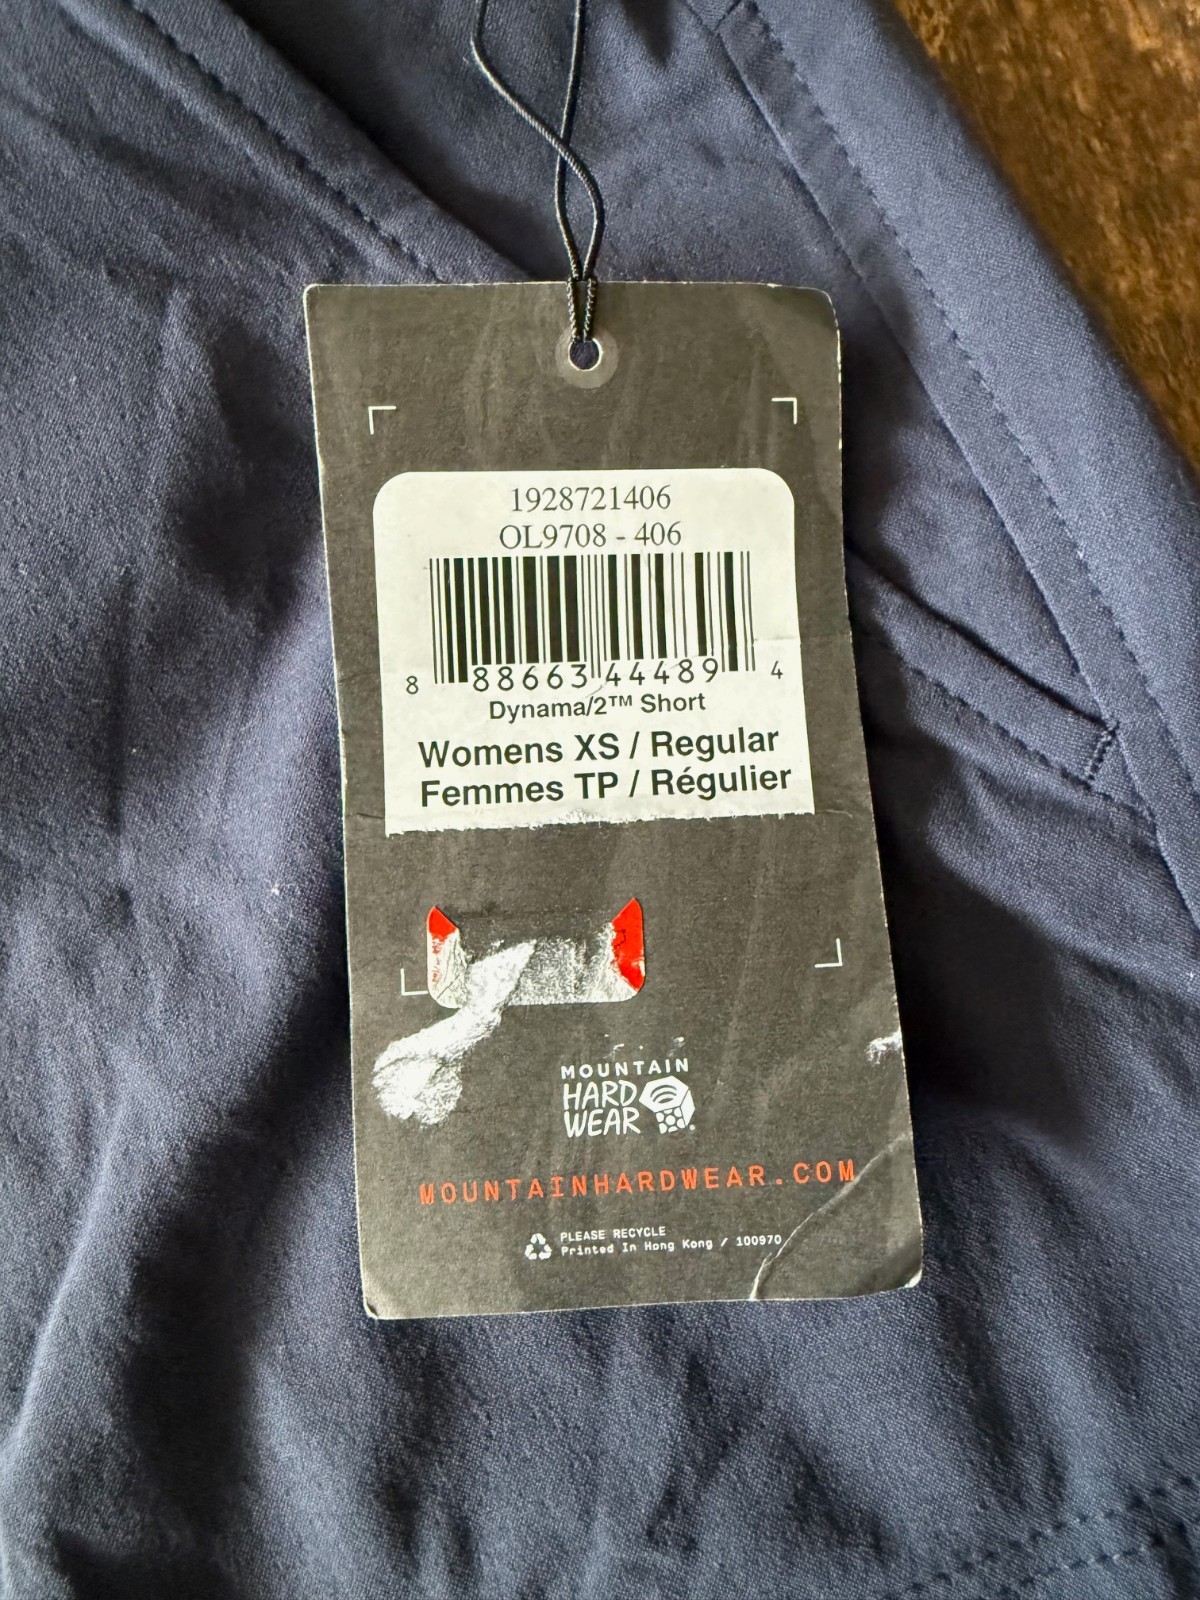 1928721406
OL9708 - 406
8 88663 44489 4
Dynama/2™ Short
Womens XS / Regular
Femmes TP / Régulier
MOUNTAIN
HARD
WEAR®
MOUNTAINHARDWEAR.COM
PLEASE RECYCLE
Printed In Hong Kong / 100970